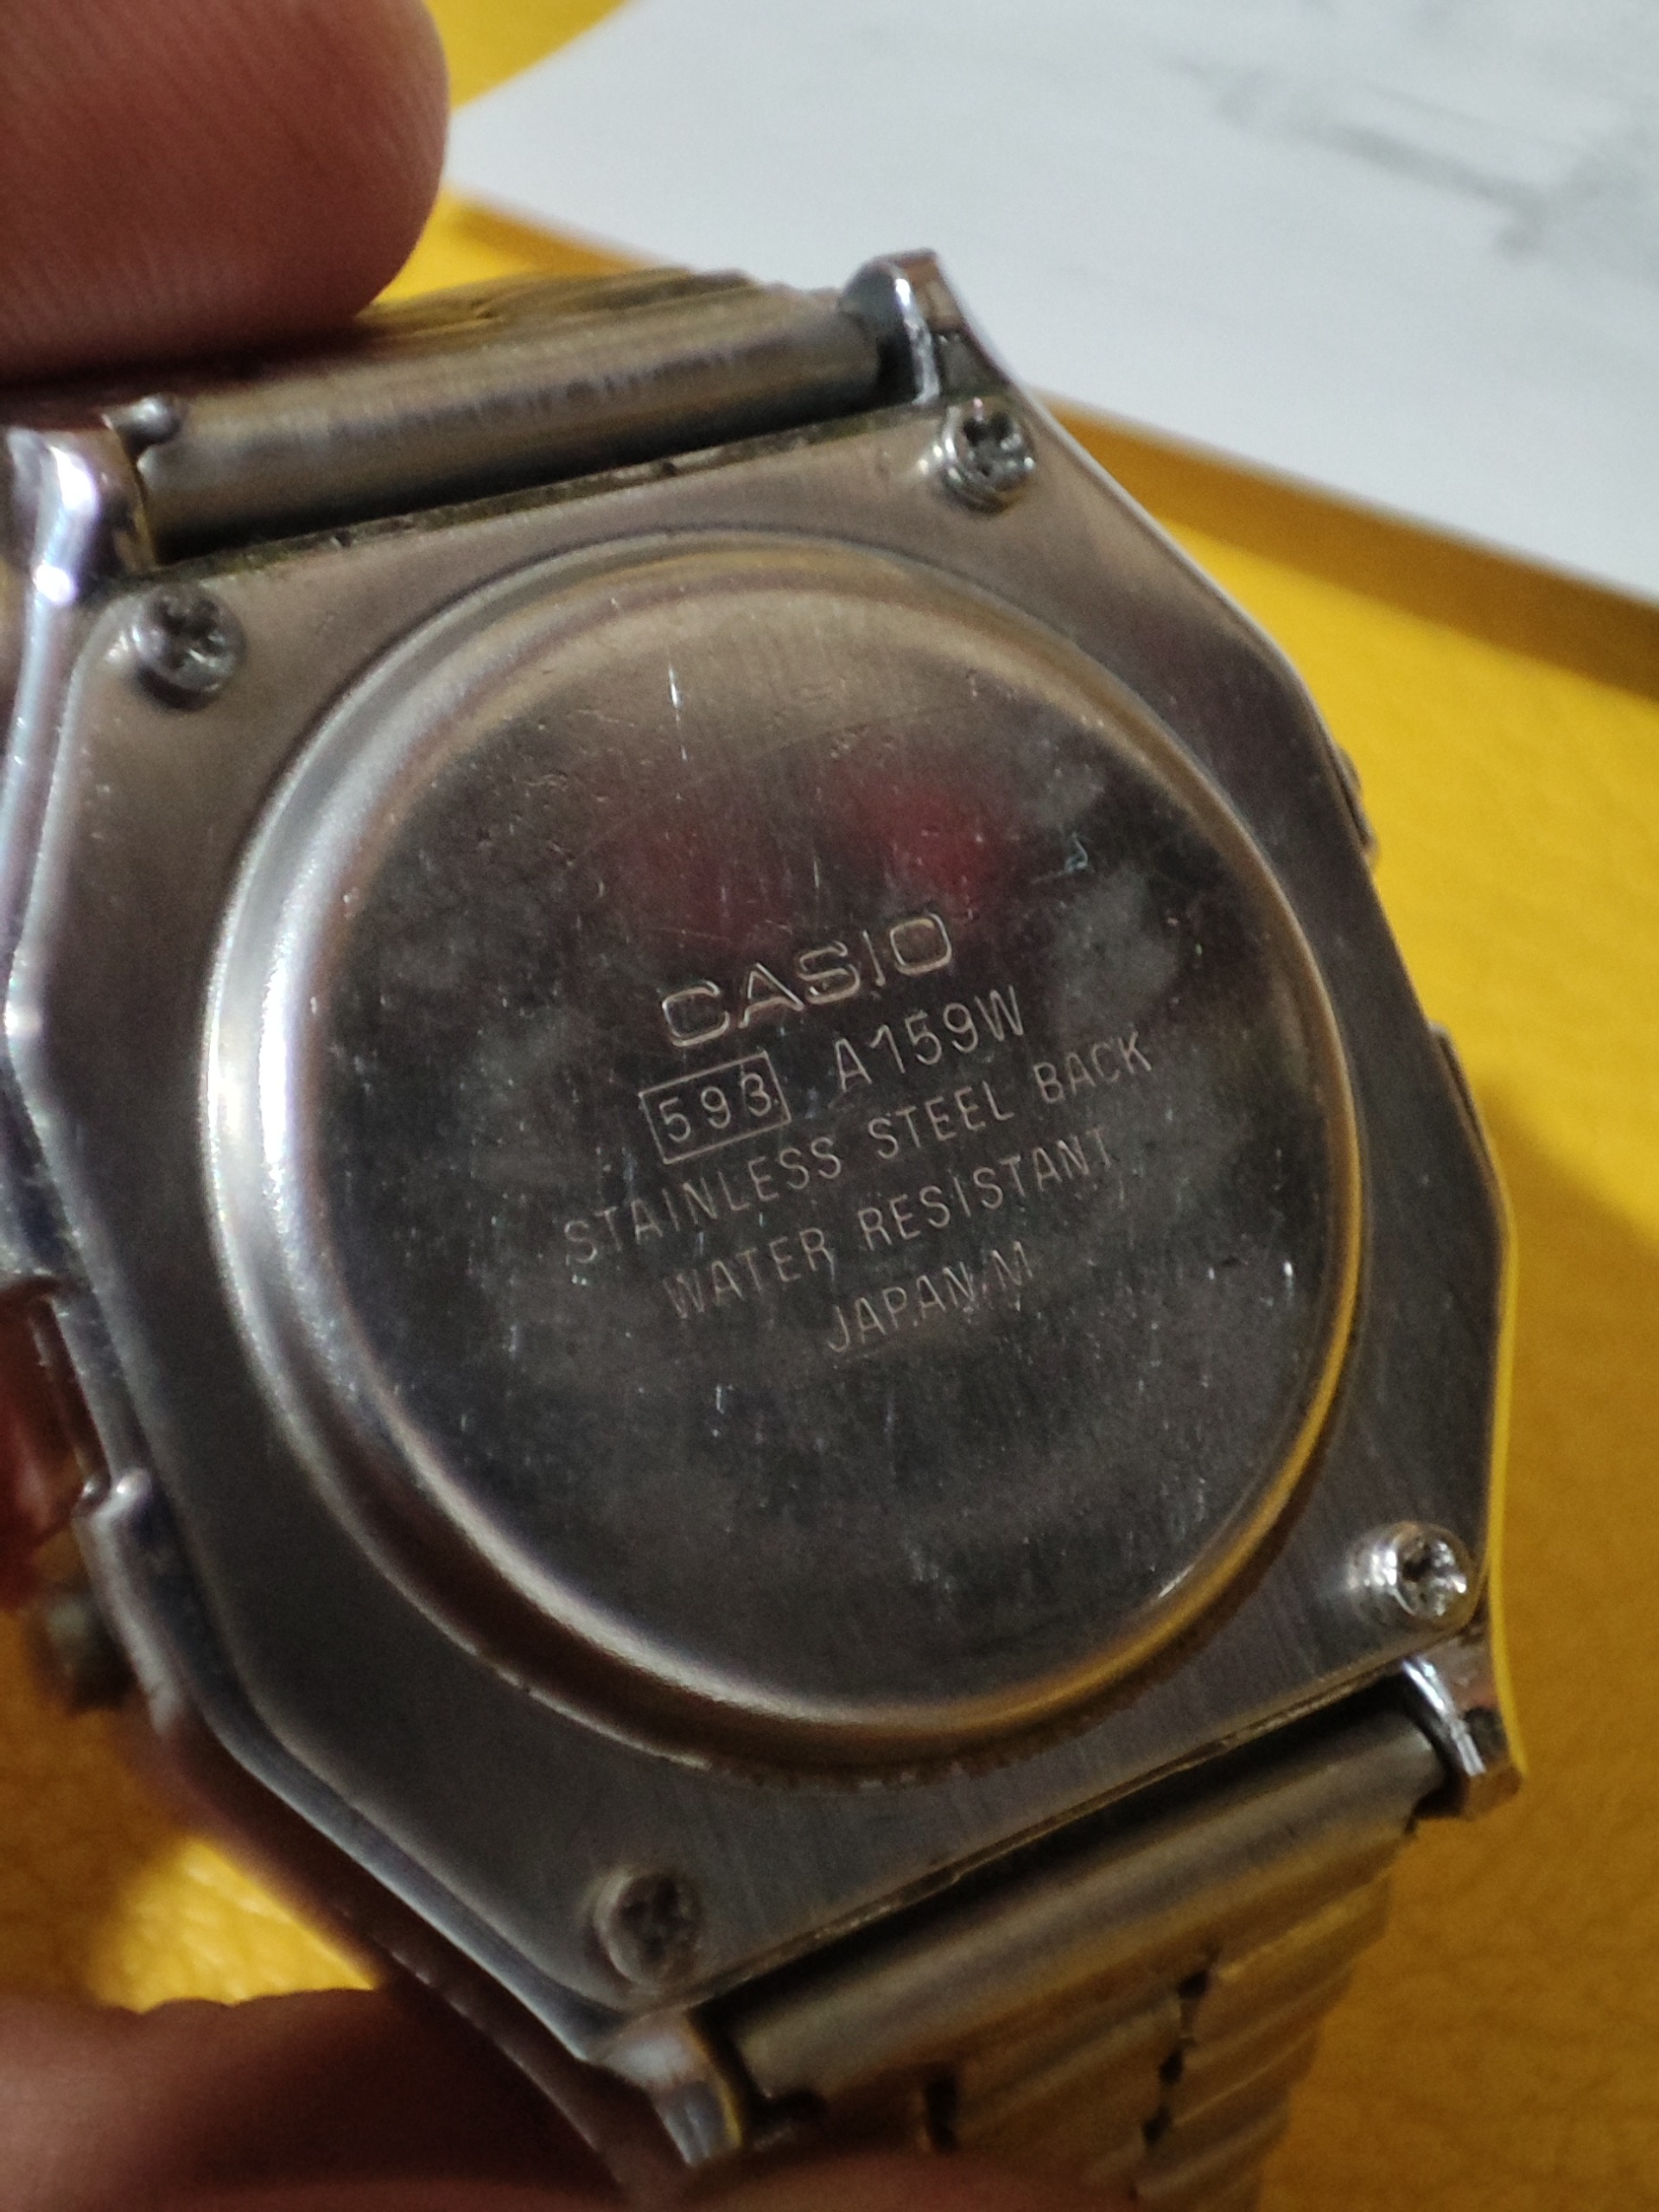 CASIO
593 A159W
STAINLESS STEEL BACK
WATER RESISTANT
JAPAN M